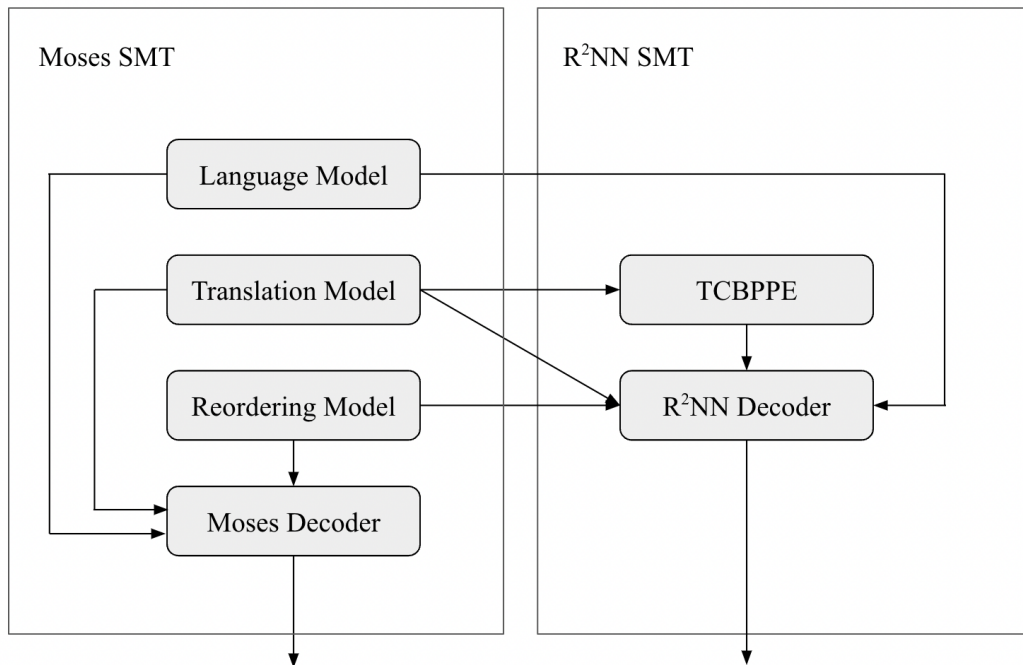 Moses SMT
R²NN SMT
Language Model
Translation Model
TCBPPE
Reordering Model
R²NN Decoder
Moses Decoder